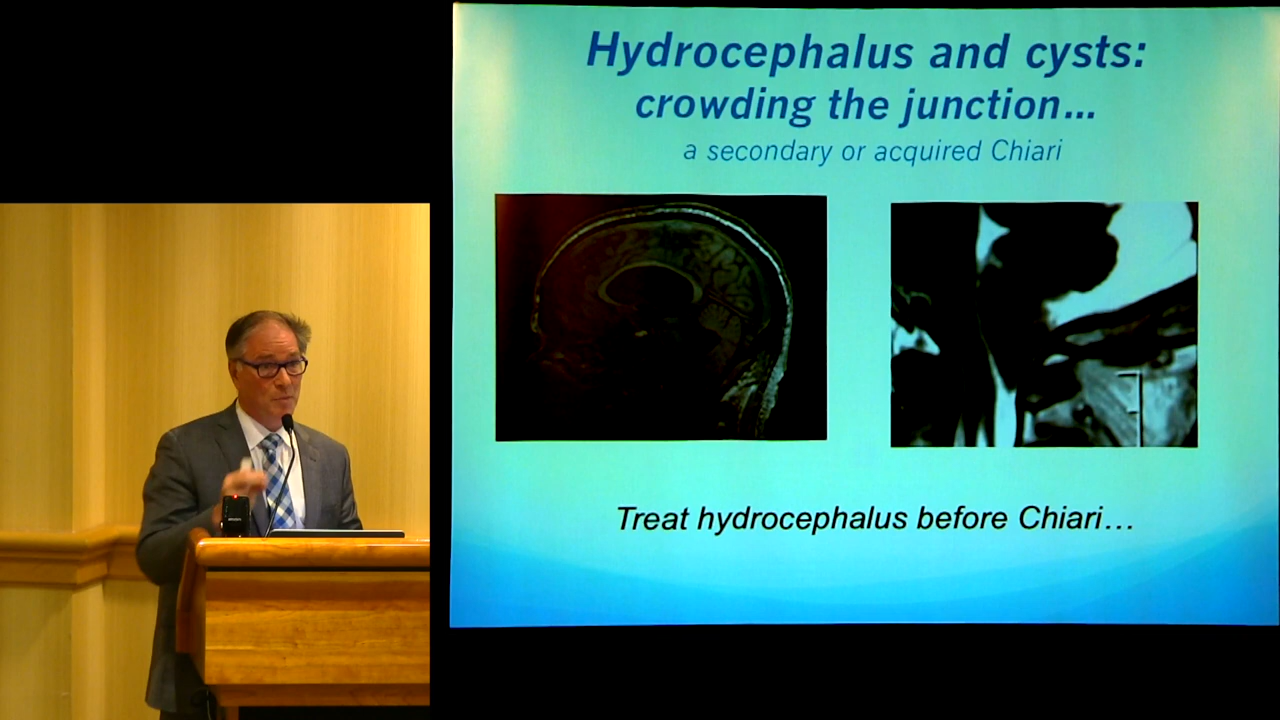 Hydrocephalus and cysts:
crowding the junction...
a secondary or acquired Chiari
Treat hydrocephalus before Chiari...